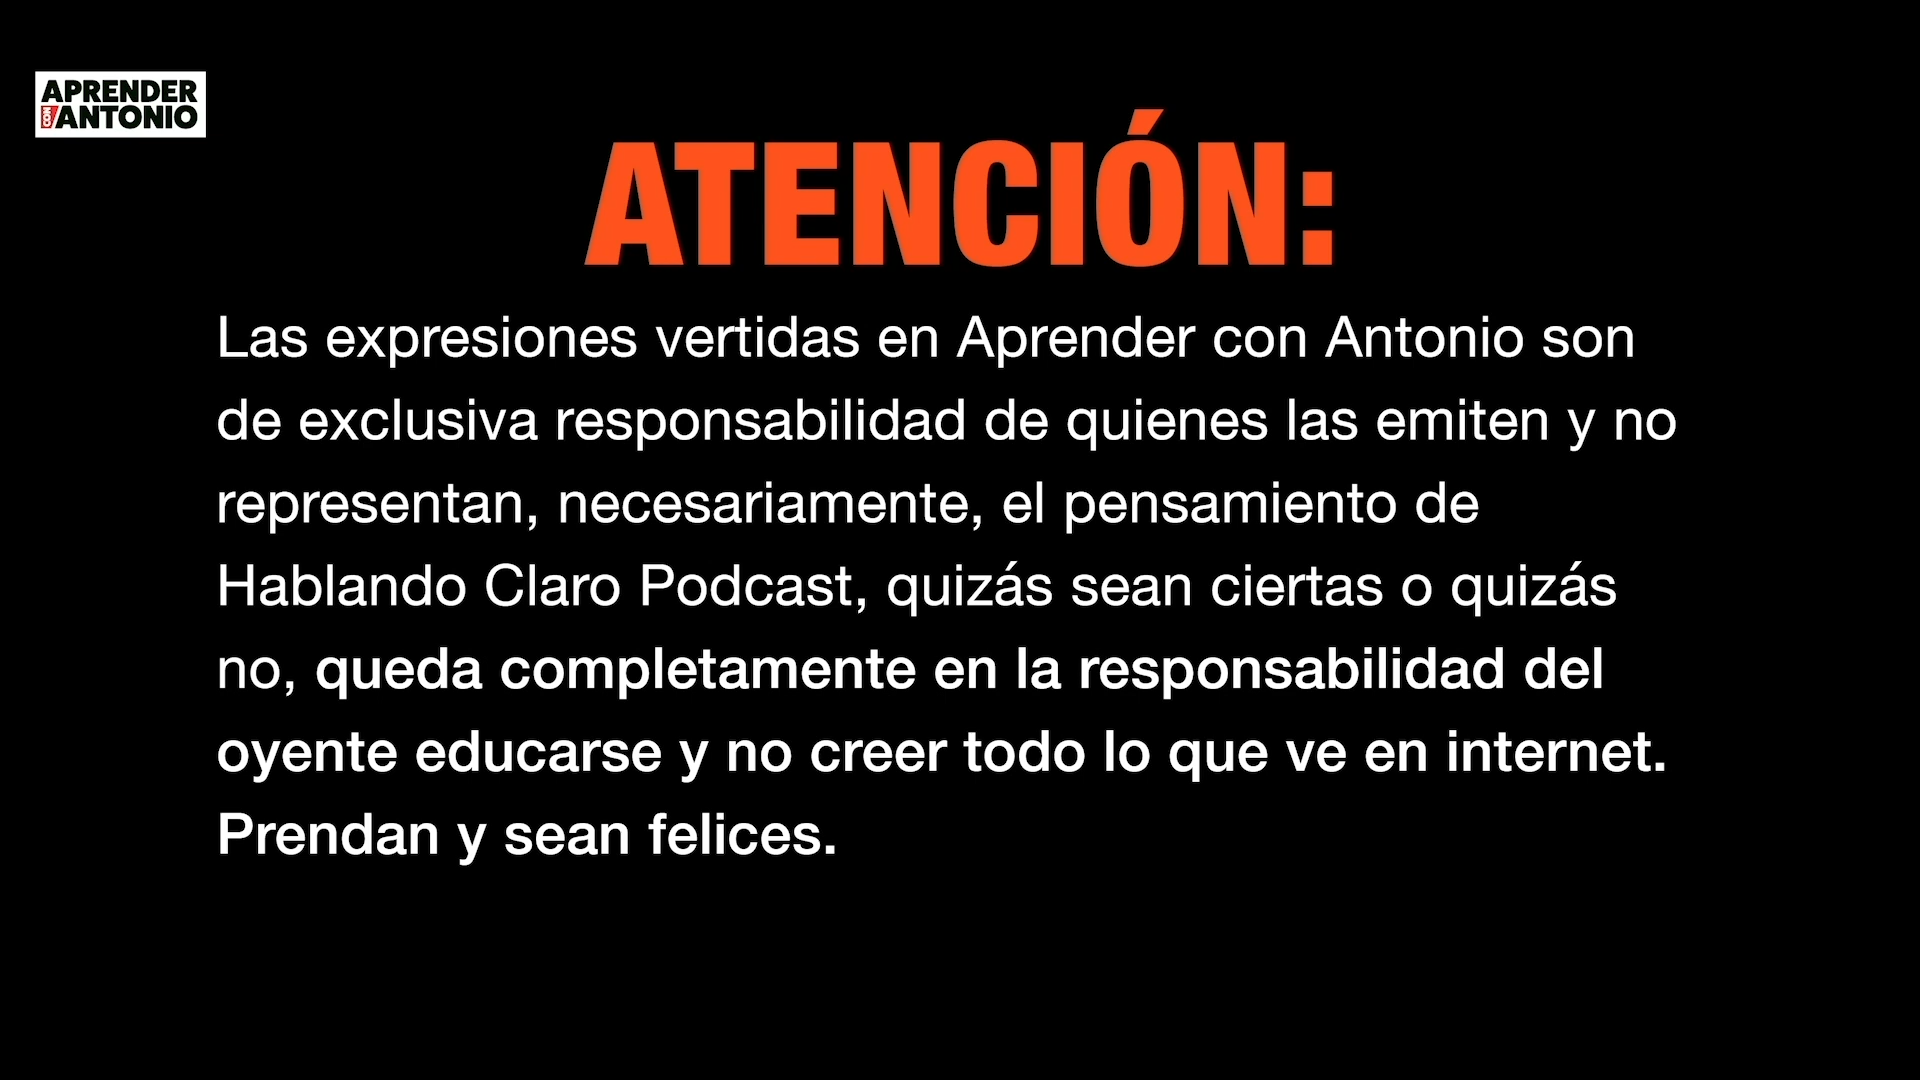 APRENDER
CON ANTONIO
ATENCIÓN:
Las expresiones vertidas en Aprender con Antonio son
de exclusiva responsabilidad de quienes las emiten y no
representan, necesariamente, el pensamiento de
Hablando Claro Podcast, quizás sean ciertas o quizás
no, queda completamente en la responsabilidad del
oyente educarse y no creer todo lo que ve en internet.
Prendan y sean felices.